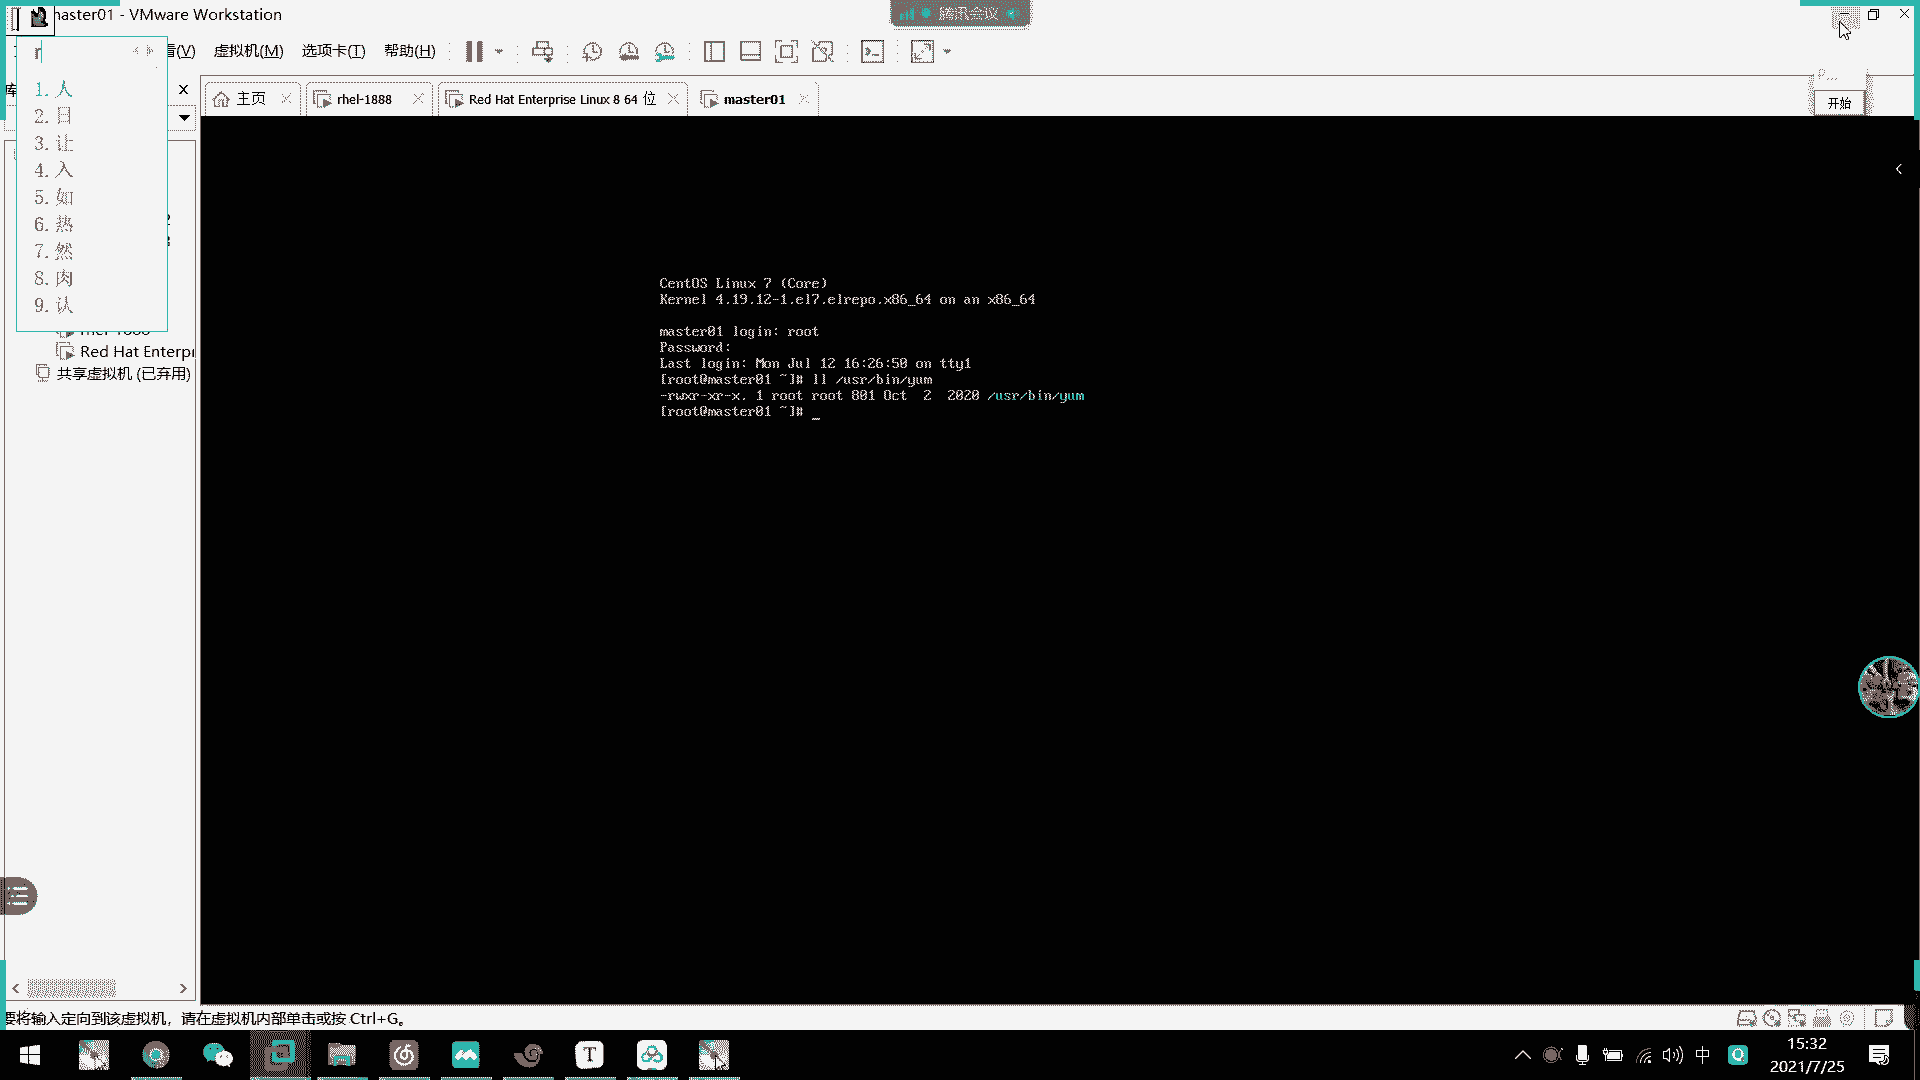 master01 - VMware Workstation
腾讯会议
r
看(V) 虚拟机(M) 选项卡(T) 帮助(H)
1. 人
2. 日
3. 让
4. 入
5. 如
6. 热
7. 然
8. 肉
9. 认
库
主页
rhel-1888
Red Hat Enterprise Linux 8 64 位
master01
P...
开始
rhel-1888
Red Hat Enterpr
共享虚拟机 (已弃用)
CentOS Linux 7 (Core)
Kernel 4.19.12-1.el7.elrepo.x86_64 on an x86_64
master01 login: root
Password:
Last login: Mon Jul 12 16:26:50 on tty1
[root@master01 ~]# ll /usr/bin/yum
-rwxr-xr-x. 1 root root 801 Oct  2  2020 /usr/bin/yum
[root@master01 ~]# _
要将输入定向到该虚拟机，请在虚拟机内部单击或按 Ctrl+G。
T
中
Q
15:32
2021/7/25